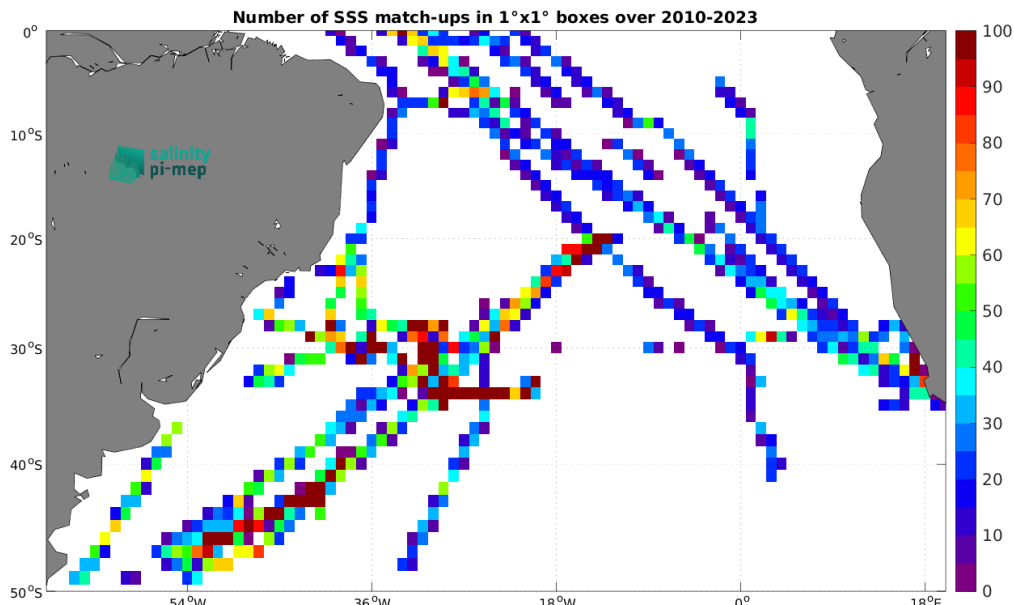 Number of SSS match-ups in 1°x1° boxes over 2010-2023
0°
10°S
20°S
30°S
40°S
50°S
54°W
36°W
18°W
0°
18°E
salinity
pi-mep
100
90
80
70
60
50
40
30
20
10
0